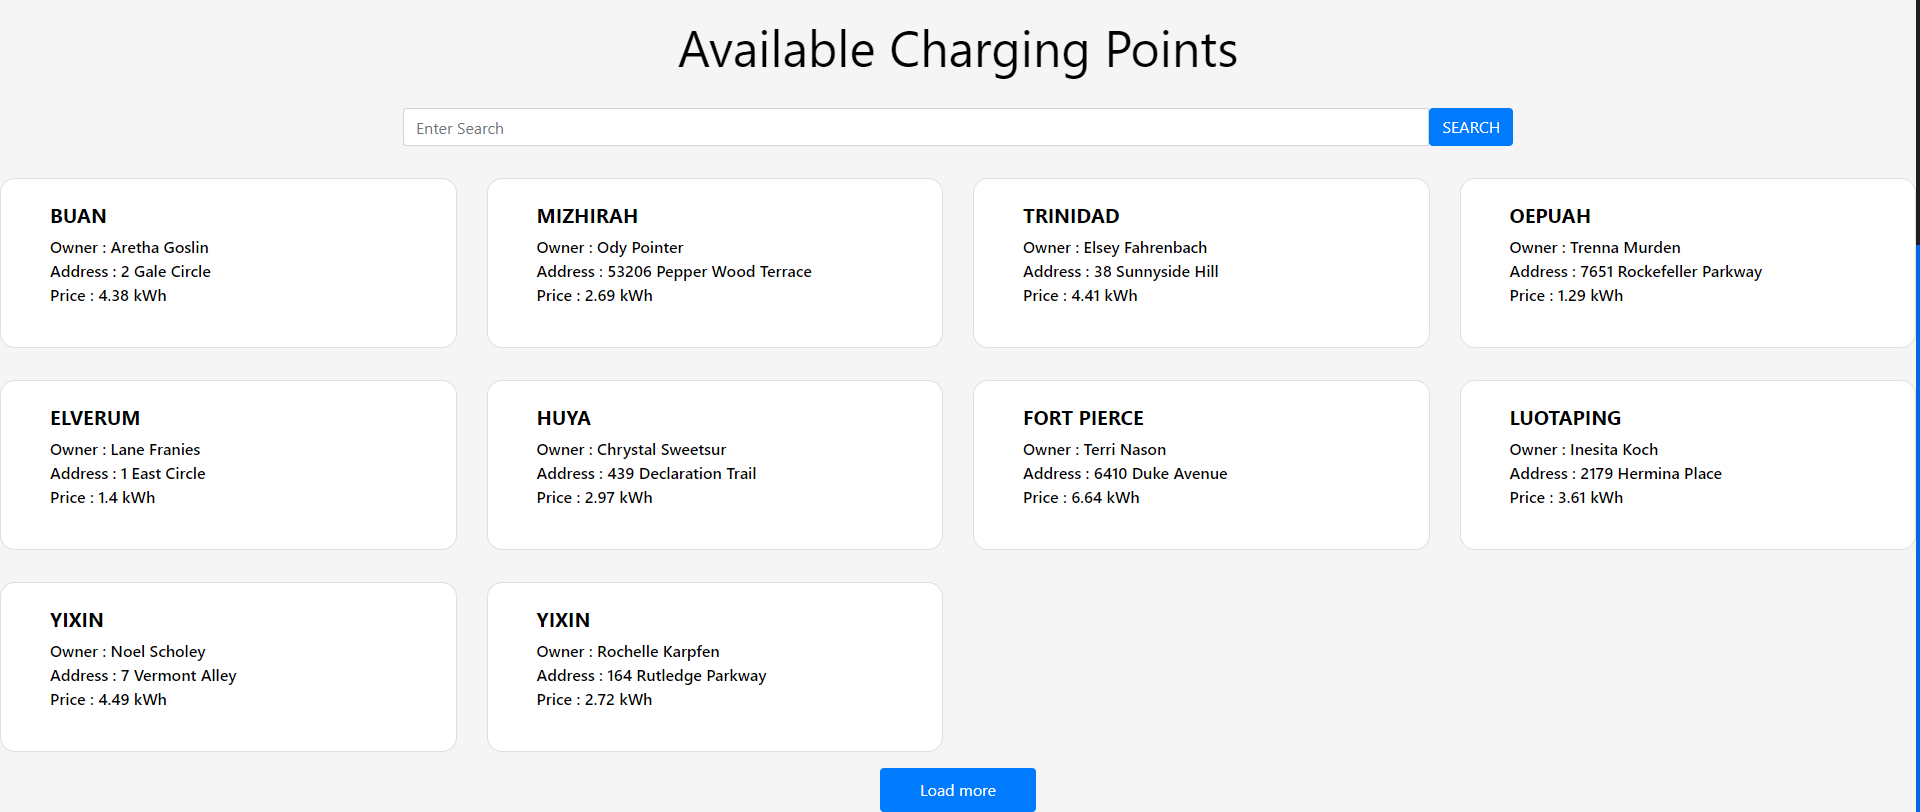 Available Charging Points
Enter Search
SEARCH
BUAN
Owner : Aretha Goslin
Address : 2 Gale Circle
Price : 4.38 kWh
MIZHIRAH
Owner : Ody Pointer
Address : 53206 Pepper Wood Terrace
Price : 2.69 kWh
TRINIDAD
Owner : Elsey Fahrenbach
Address : 38 Sunnyside Hill
Price : 4.41 kWh
OEPUAH
Owner : Trenna Murden
Address : 7651 Rockefeller Parkway
Price : 1.29 kWh
ELVERUM
Owner : Lane Franies
Address : 1 East Circle
Price : 1.4 kWh
HUYA
Owner : Chrystal Sweetsur
Address : 439 Declaration Trail
Price : 2.97 kWh
FORT PIERCE
Owner : Terri Nason
Address : 6410 Duke Avenue
Price : 6.64 kWh
LUOTAPING
Owner : Inesita Koch
Address : 2179 Hermina Place
Price : 3.61 kWh
YIXIN
Owner : Noel Scholey
Address : 7 Vermont Alley
Price : 4.49 kWh
YIXIN
Owner : Rochelle Karpfen
Address : 164 Rutledge Parkway
Price : 2.72 kWh
Load more